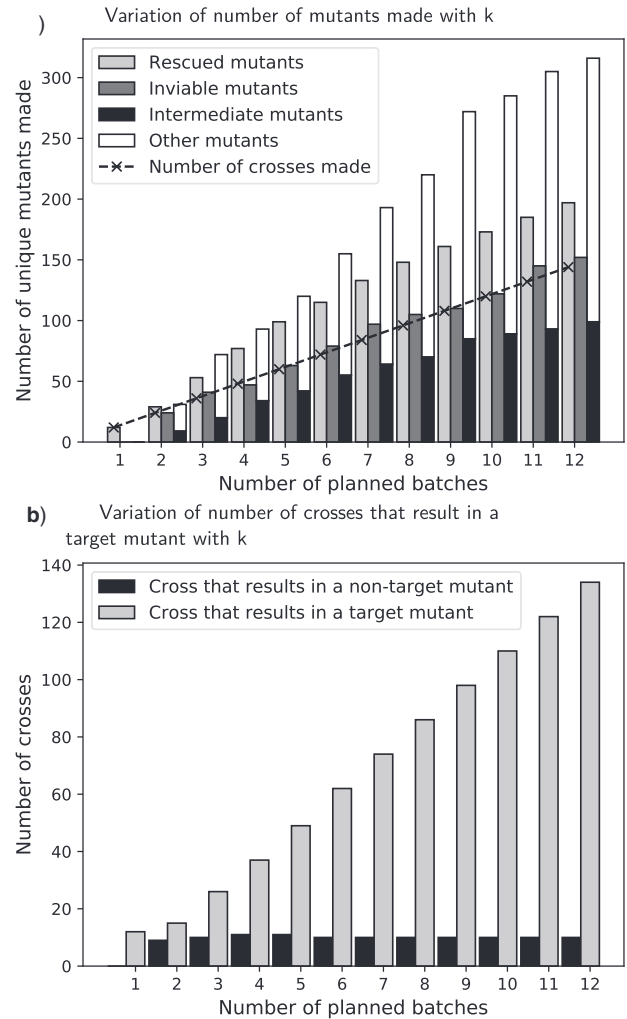 )
Variation of number of mutants made with k
Rescued mutants
Inviable mutants
Intermediate mutants
Other mutants
Number of crosses made
Number of unique mutants made
300
250
200
150
100
50
0
1 2 3 4 5 6 7 8 9 10 11 12
Number of planned batches
b)
Variation of number of crosses that result in a
target mutant with k
Cross that results in a non-target mutant
Cross that results in a target mutant
Number of crosses
140
120
100
80
60
40
20
0
1 2 3 4 5 6 7 8 9 10 11 12
Number of planned batches